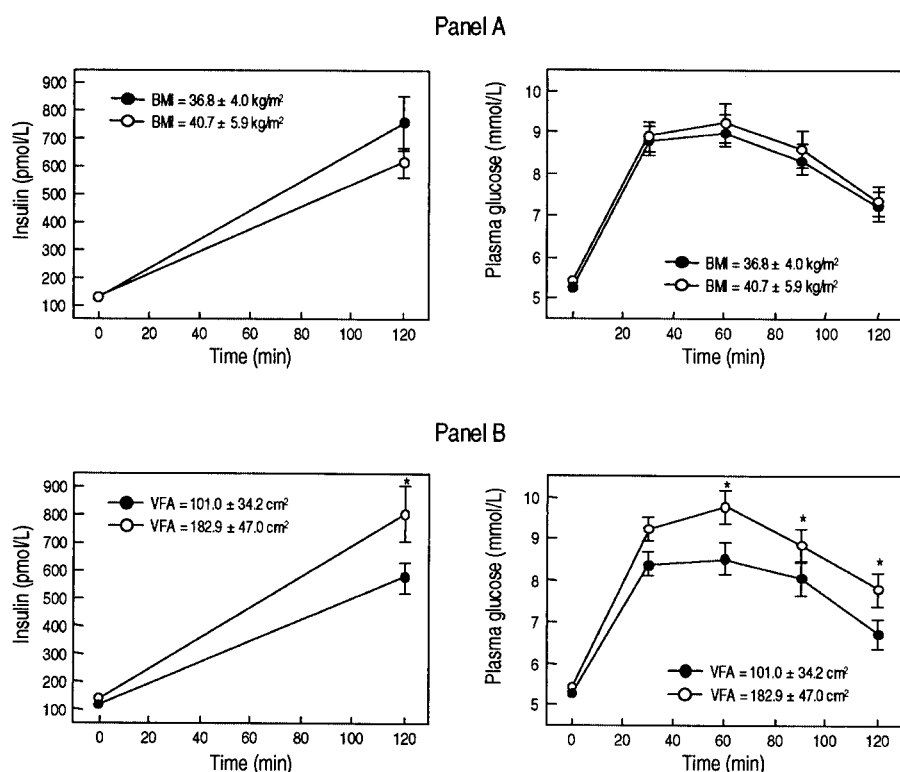 Panel A
Insulin (pmol/L)
900
800
700
600
500
400
300
200
100
BMI = 36.8 ± 4.0 kg/m²
BMI = 40.7 ± 5.9 kg/m²
0 20 40 60 80 100 120
Time (min)
Plasma glucose (mmol/L)
10
9
8
7
6
5
BMI = 36.8 ± 4.0 kg/m²
BMI = 40.7 ± 5.9 kg/m²
20 40 60 80 100 120
Time (min)
Panel B
Insulin (pmol/L)
900
800
700
600
500
400
300
200
100
VFA = 101.0 ± 34.2 cm²
VFA = 182.9 ± 47.0 cm²
*
0 20 40 60 80 100 120
Time (min)
Plasma glucose (mmol/L)
10
9
8
7
6
5
* * *
VFA = 101.0 ± 34.2 cm²
VFA = 182.9 ± 47.0 cm²
0 20 40 60 80 100 120
Time (min)